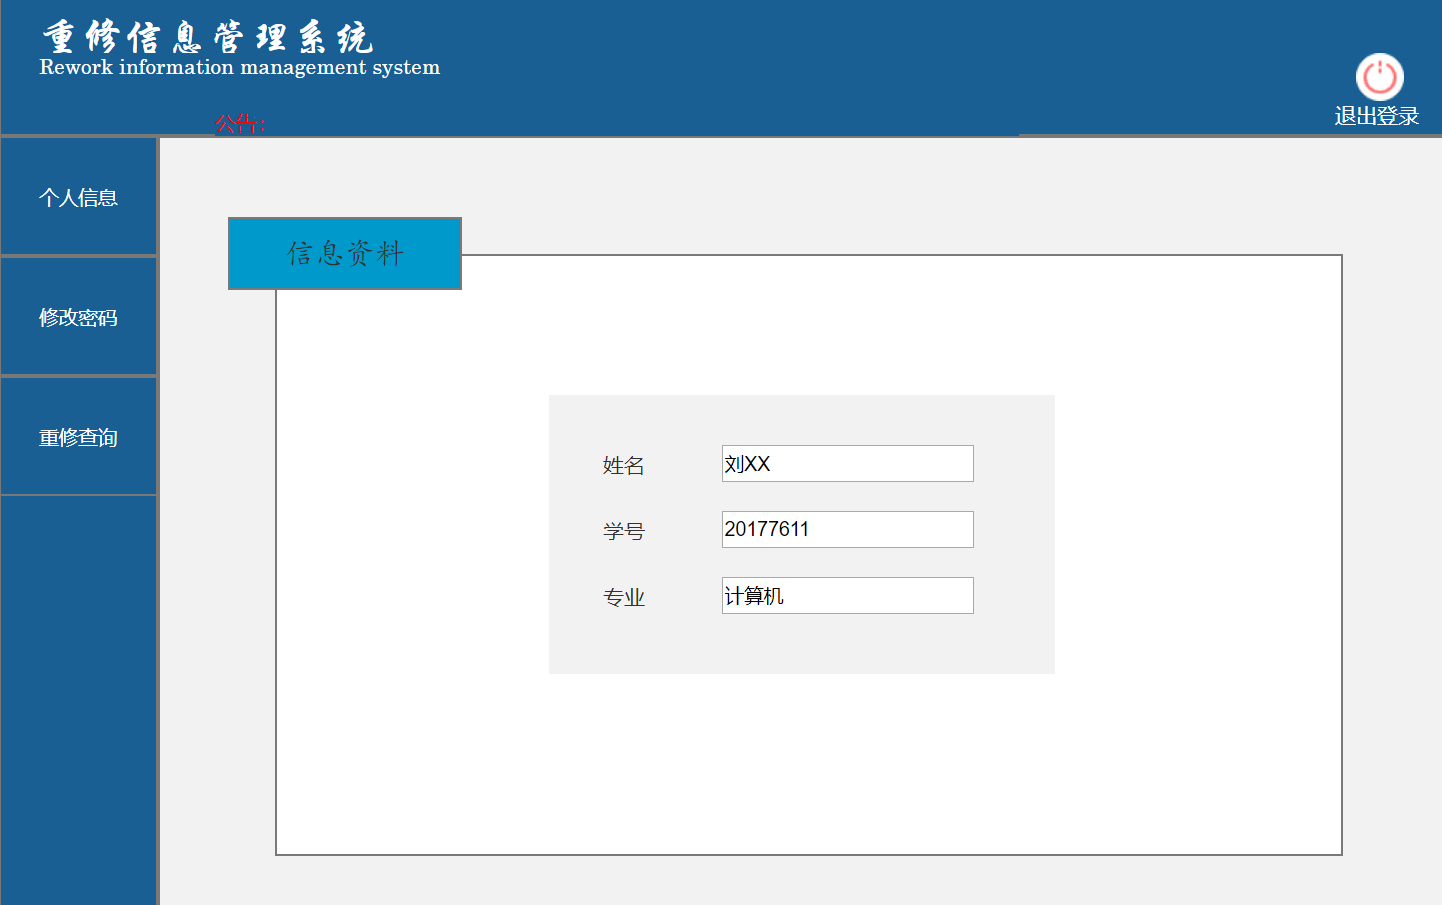 重修信息管理系统
Rework information management system
公告：
退出登录
个人信息
修改密码
重修查询
信息资料
姓名 刘XX
学号 20177611
专业 计算机